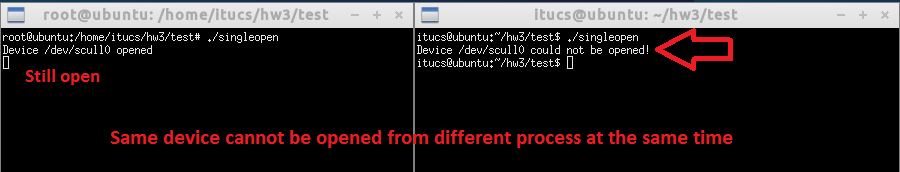 root@ubuntu: /home/itucs/hw3/test
root@ubuntu:/home/itucs/hw3/test# ./singleopen
Device /dev/scull0 opened
Still open
itucs@ubuntu: ~/hw3/test
itucs@ubuntu:~/hw3/test$ ./singleopen
Device /dev/scull0 could not be opened!
itucs@ubuntu:~/hw3/test$
Same device cannot be opened from different process at the same time